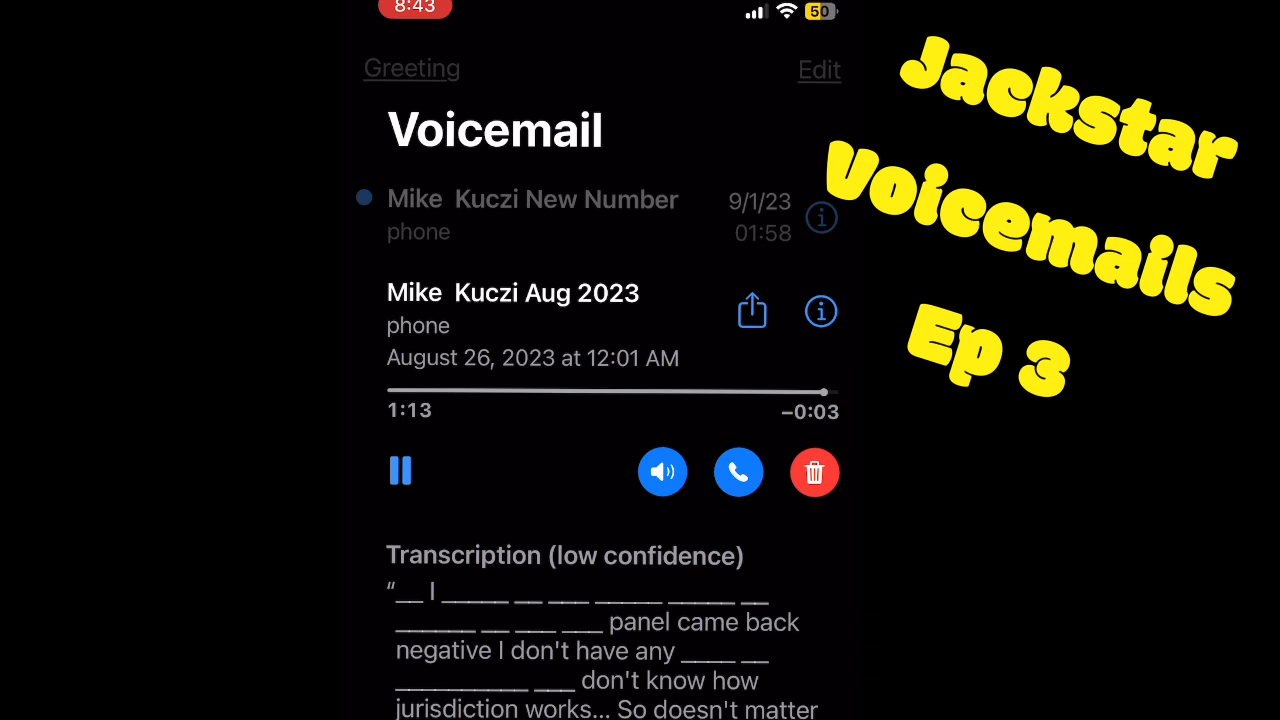 8:43
50
Greeting
Edit
Voicemail
Mike Kuczi New Number
9/1/23
phone
01:58
Mike Kuczi Aug 2023
phone
August 26, 2023 at 12:01 AM
1:13
−0:03
Transcription (low confidence)
“__ I _____ __ ___ _____ ____ __
______ __ ___ ___ panel came back
negative I don't have any ____ __
__________ ___ don't know how
jurisdiction works... So doesn't matter
Jackstar
Voicemails
Ep 3